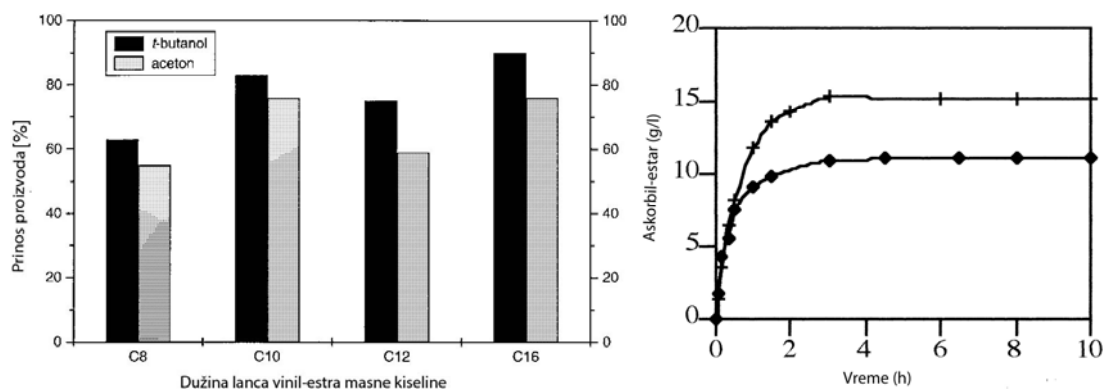 100
80
60
40
20
0
Prinos proizvoda [%]
t-butanol
aceton
100
80
60
40
20
0
C8 C10 C12 C16
Dužina lanca vinil-estra masne kiseline
20
15
10
5
0
Askorbil-estar (g/l)
0 2 4 6 8 10
Vreme (h)